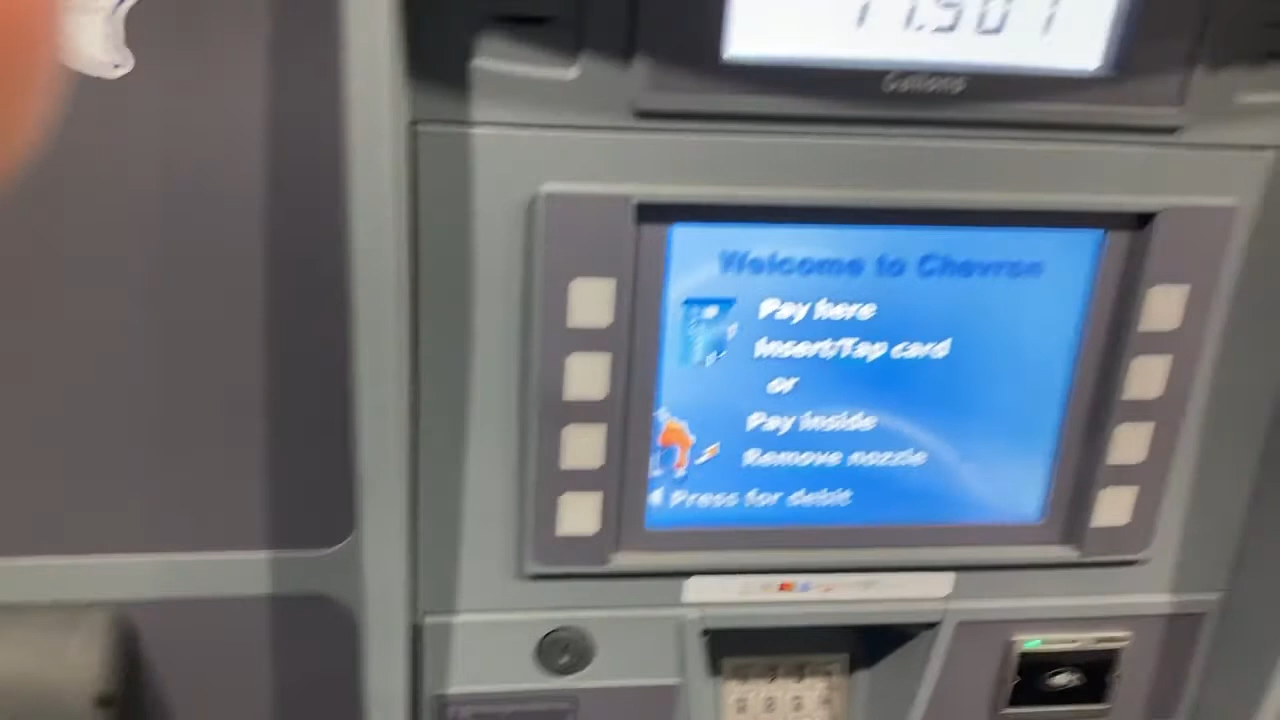 Gallons
Welcome to Chevron
Pay here
Insert/Tap card
or
Pay inside
Remove nozzle
Press for debit